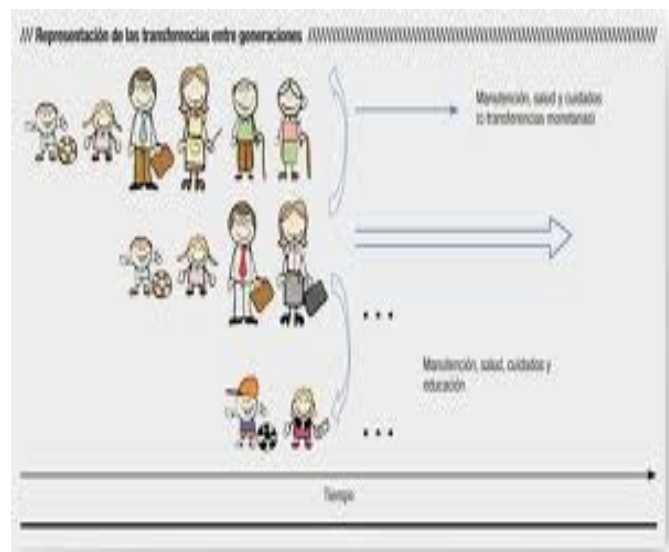 /// Representación de las transferencias entre generaciones
Manutención, salud y cuidados
(o transferencias monetarias)
...
Manutención, salud, cuidados y
educación
...
Tiempo